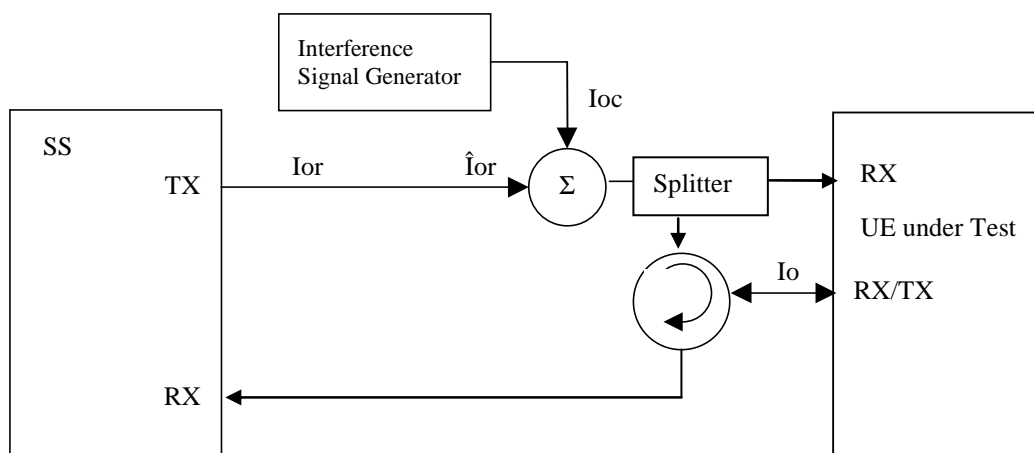 Interference
Signal Generator
Ioc
SS
TX
Ior
Îor
Σ
Splitter
RX
UE under Test
Io
RX/TX
RX